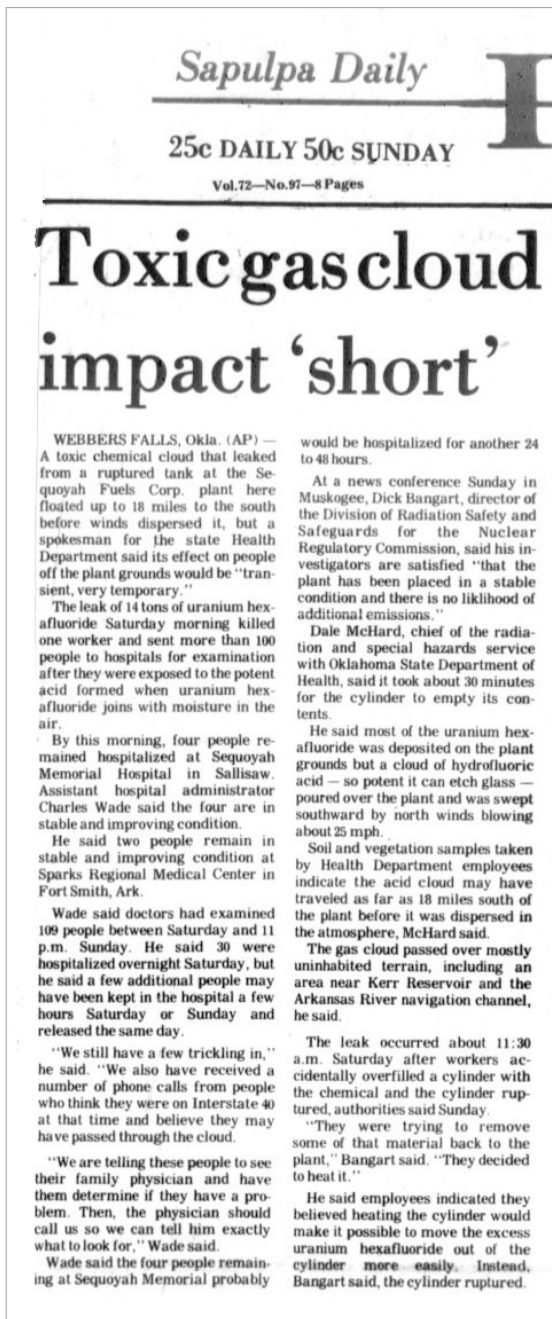 Sapulpa Daily
25c DAILY 50c SUNDAY
Vol.72—No.97—8 Pages
Toxic gas cloud
impact ‘short’
WEBBERS FALLS, Okla. (AP) —
A toxic chemical cloud that leaked
from a ruptured tank at the Se-
quoyah Fuels Corp. plant here
floated up to 18 miles to the south
before winds dispersed it, but a
spokesman for the state Health
Department said its effect on people
off the plant grounds would be “tran-
sient, very temporary.”
The leak of 14 tons of uranium hex-
afluoride Saturday morning killed
one worker and sent more than 100
people to hospitals for examination
after they were exposed to the potent
acid formed when uranium hex-
afluoride joins with moisture in the
air.
By this morning, four people re-
mained hospitalized at Sequoyah
Memorial Hospital in Sallisaw.
Assistant hospital administrator
Charles Wade said the four are in
stable and improving condition.
He said two people remain in
stable and improving condition at
Sparks Regional Medical Center in
Fort Smith, Ark.
Wade said doctors had examined
109 people between Saturday and 11
p.m. Sunday. He said 30 were
hospitalized overnight Saturday, but
he said a few additional people may
have been kept in the hospital a few
hours Saturday or Sunday and
released the same day.
“We still have a few trickling in,”
he said. “We also have received a
number of phone calls from people
who think they were on Interstate 40
at that time and believe they may
have passed through the cloud.
“We are telling these people to see
their family physician and have
them determine if they have a pro-
blem. Then, the physician should
call us so we can tell him exactly
what to look for,” Wade said.
Wade said the four people remain-
ing at Sequoyah Memorial probably
would be hospitalized for another 24
to 48 hours.
At a news conference Sunday in
Muskogee, Dick Bangart, director of
the Division of Radiation Safety and
Safeguards for the Nuclear
Regulatory Commission, said his in-
vestigators are satisfied “that the
plant has been placed in a stable
condition and there is no liklihood of
additional emissions.”
Dale McHard, chief of the radia-
tion and special hazards service
with Oklahoma State Department of
Health, said it took about 30 minutes
for the cylinder to empty its con-
tents.
He said most of the uranium hex-
afluoride was deposited on the plant
grounds but a cloud of hydrofluoric
acid — so potent it can etch glass —
poured over the plant and was swept
southward by north winds blowing
about 25 mph.
Soil and vegetation samples taken
by Health Department employees
indicate the acid cloud may have
traveled as far as 18 miles south of
the plant before it was dispersed in
the atmosphere, McHard said.
The gas cloud passed over mostly
uninhabited terrain, including an
area near Kerr Reservoir and the
Arkansas River navigation channel,
he said.
The leak occurred about 11:30
a.m. Saturday after workers ac-
cidentally overfilled a cylinder with
the chemical and the cylinder rup-
tured, authorities said Sunday.
“They were trying to remove
some of that material back to the
plant,” Bangart said. “They decided
to heat it.”
He said employees indicated they
believed heating the cylinder would
make it possible to move the excess
uranium hexafluoride out of the
cylinder more easily. Instead,
Bangart said, the cylinder ruptured.